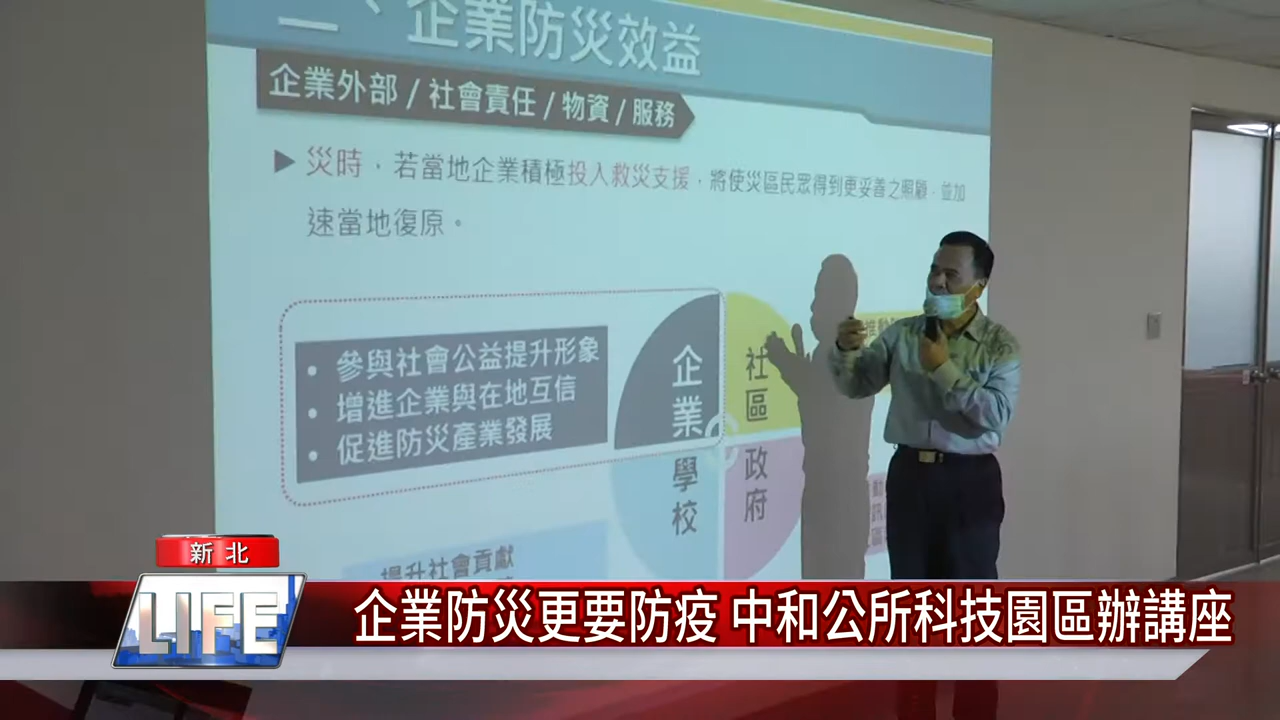 二、企業防災效益
企業外部 / 社會責任 / 物資 / 服務
▶ 災時，若當地企業積極投入救災支援，將使災區民眾得到更妥善之照顧，並加
速當地復原。
• 參與社會公益提升形象
• 增進企業與在地互信
• 促進防災產業發展
企業
社區
學校
政府
推動
動
訊
區
提升社會貢獻
新北
LIFE
企業防災更要防疫 中和公所科技園區辦講座